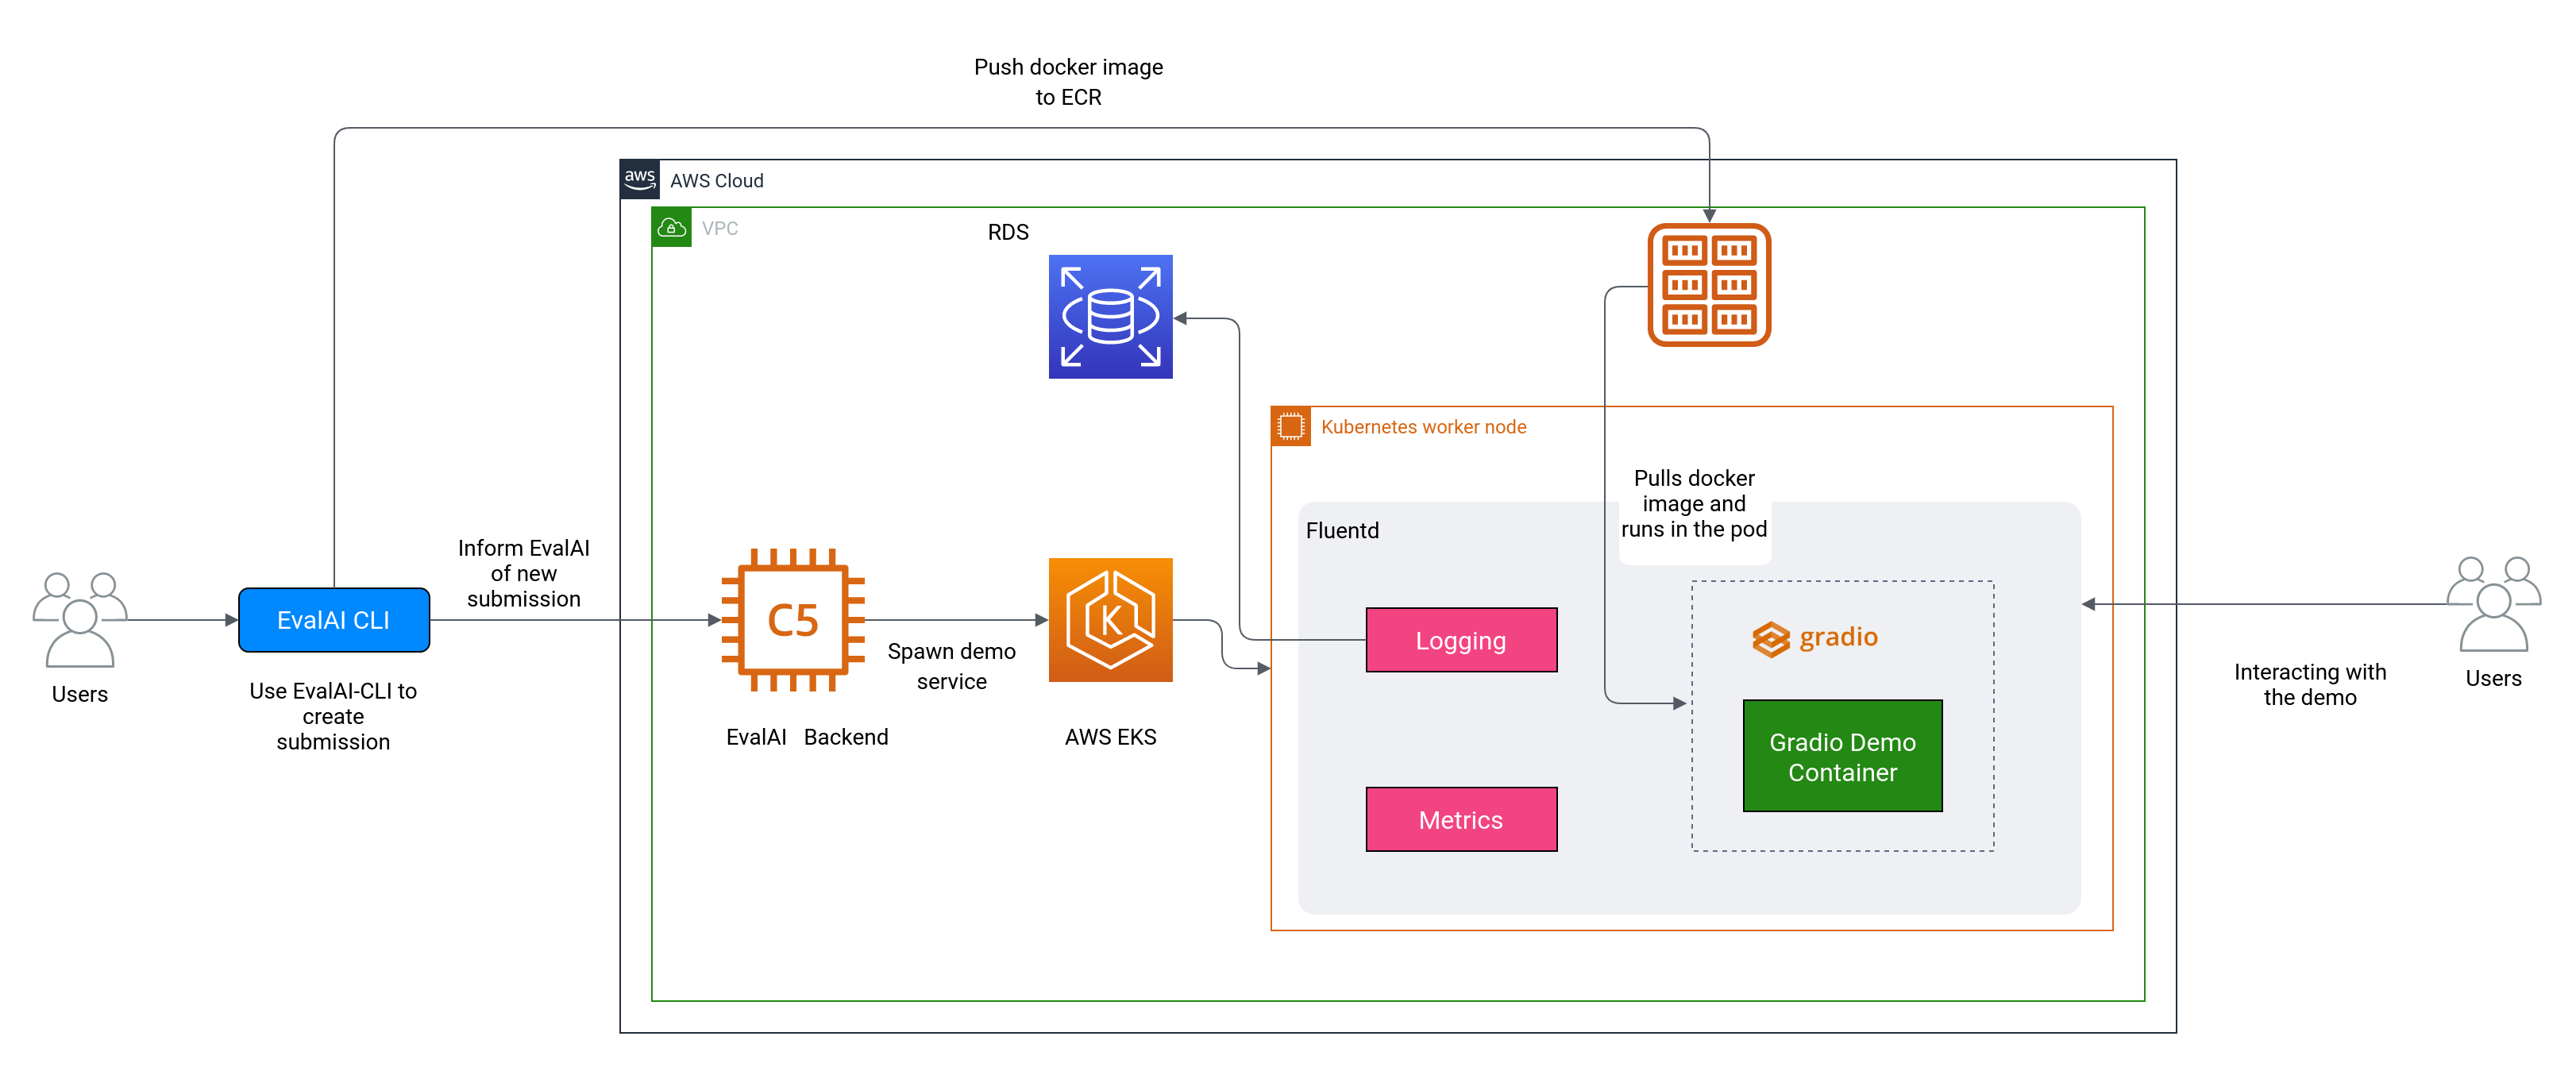 Push docker image
to ECR
aws
AWS Cloud
VPC
RDS
Kubernetes worker node
Pulls docker
image and
runs in the pod
Fluentd
Inform EvalAI
of new
submission
EvalAI CLI
C5
K
Logging
gradio
Users
Use EvalAI-CLI to
create
submission
Spawn demo
service
EvalAI Backend
AWS EKS
Gradio Demo
Container
Metrics
Interacting with
the demo
Users